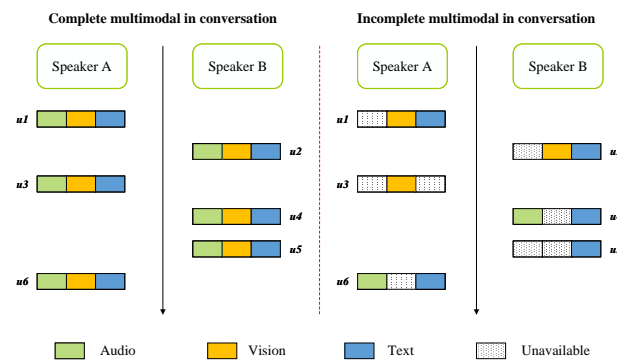 Complete multimodal in conversation
Incomplete multimodal in conversation
Speaker A
Speaker B
Speaker A
Speaker B
u1
u1
u2
u
u3
u3
u4
u
u5
u
u6
u6
Audio
Vision
Text
Unavailable